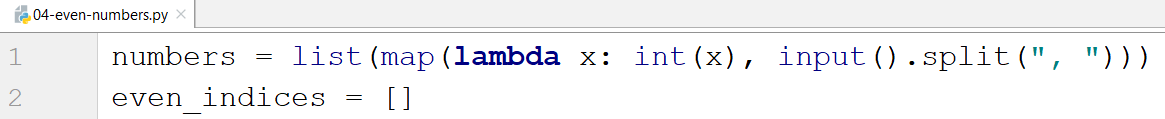 04-even-numbers.py ×
1 numbers = list(map(lambda x: int(x), input().split(", ")))
2 even_indices = []